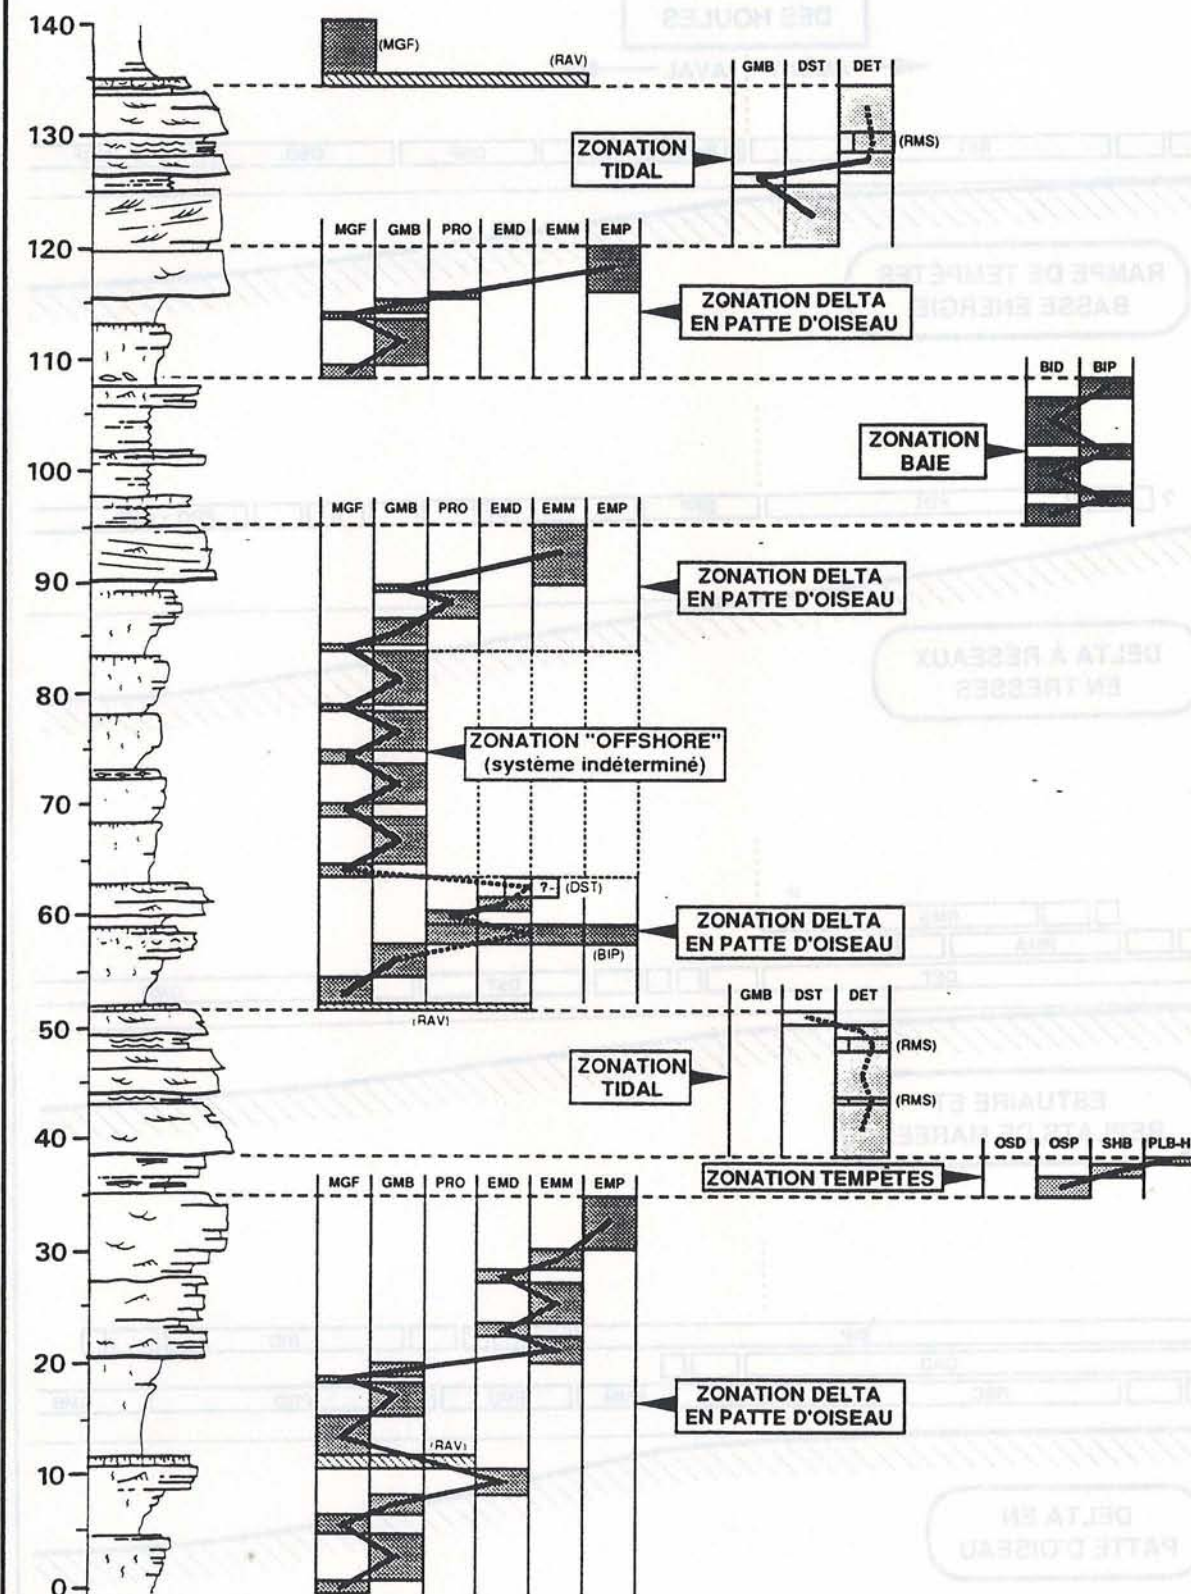 140
(MGF)
(RAV)
GMB DST DET
130
ZONATION
TIDAL
(RMS)
120
MGF GMB PRO EMD EMM EMP
ZONATION DELTA
EN PATTE D'OISEAU
110
BID BIP
ZONATION
BAIE
100
MGF GMB PRO EMD EMM EMP
90
ZONATION DELTA
EN PATTE D'OISEAU
80
ZONATION "OFFSHORE"
(système indéterminé)
70
?- (DST)
60
ZONATION DELTA
EN PATTE D'OISEAU
(BIP)
GMB DST DET
50
(RAV)
(RMS)
ZONATION
TIDAL
(RMS)
40
OSD OSP SHB PLB-H
ZONATION TEMPÊTES
MGF GMB PRO EMD EMM EMP
30
20
ZONATION DELTA
EN PATTE D'OISEAU
(RAV)
10
0